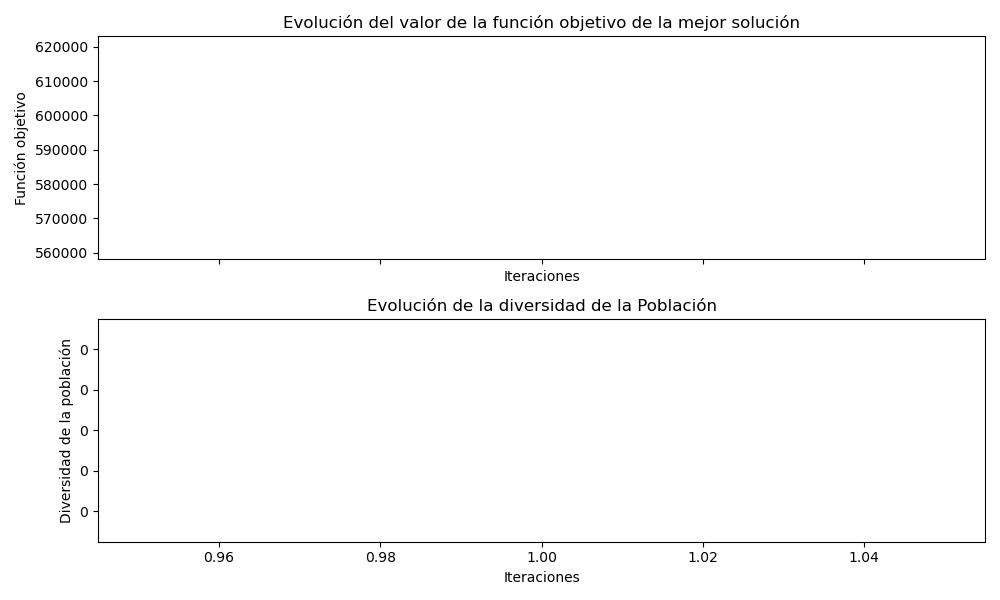 Evolución del valor de la función objetivo de la mejor solución
620000
610000
600000
590000
580000
570000
560000
Función objetivo
Iteraciones
Evolución de la diversidad de la Población
0
0
0
0
0
Diversidad de la población
0.96
0.98
1.00
1.02
1.04
Iteraciones